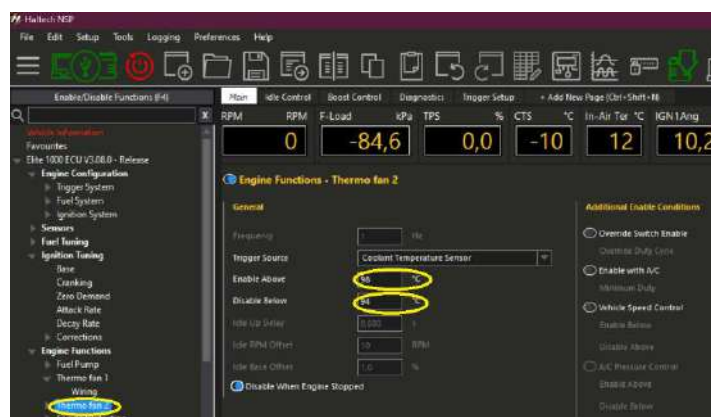 Haltech NSP
File Edit Setup Tools Logging Preferences Help
Enable/Disable Functions (F4)
Main Idle Control Boost Control Diagnostics Trigger Setup + Add New Page (Ctrl+Shift+N)
X
RPM RPM F-Load kPa TPS % CTS °C In-Air Ter °C IGN1Ang
0 -84,6 0,0 -10 12 10,2
Vehicle Information
Favourites
Elite 1000 ECU V3.08.0 - Release
Engine Configuration
Trigger System
Fuel System
Ignition System
Sensors
Fuel Tuning
Ignition Tuning
Base
Cranking
Zero Demand
Attack Rate
Decay Rate
Corrections
Engine Functions
Fuel Pump
Thermo fan 1
Wiring
Thermo fan 2
Engine Functions - Thermo fan 2
General
Frequency Hz
Trigger Source Coolant Temperature Sensor
Enable Above 98 °C
Disable Below 94 °C
Idle Up Delay 0,000 s
Idle RPM Offset 50 RPM
Idle Base Offset 1,0 %
Disable When Engine Stopped
Additional Enable Conditions
Override Switch Enable
Override Duty Cycle
Enable with A/C
Minimum Duty
Vehicle Speed Control
Enable Below
Disable Above
A/C Pressure Control
Enable Above
Disable Below